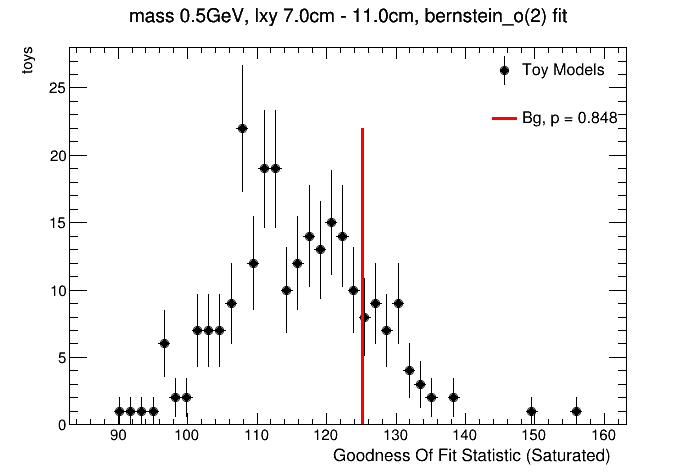 mass 0.5GeV, lxy 7.0cm - 11.0cm, bernstein_o(2) fit
toys
25
20
15
10
5
0
Toy Models
Bg, p = 0.848
90 100 110 120 130 140 150 160
Goodness Of Fit Statistic (Saturated)